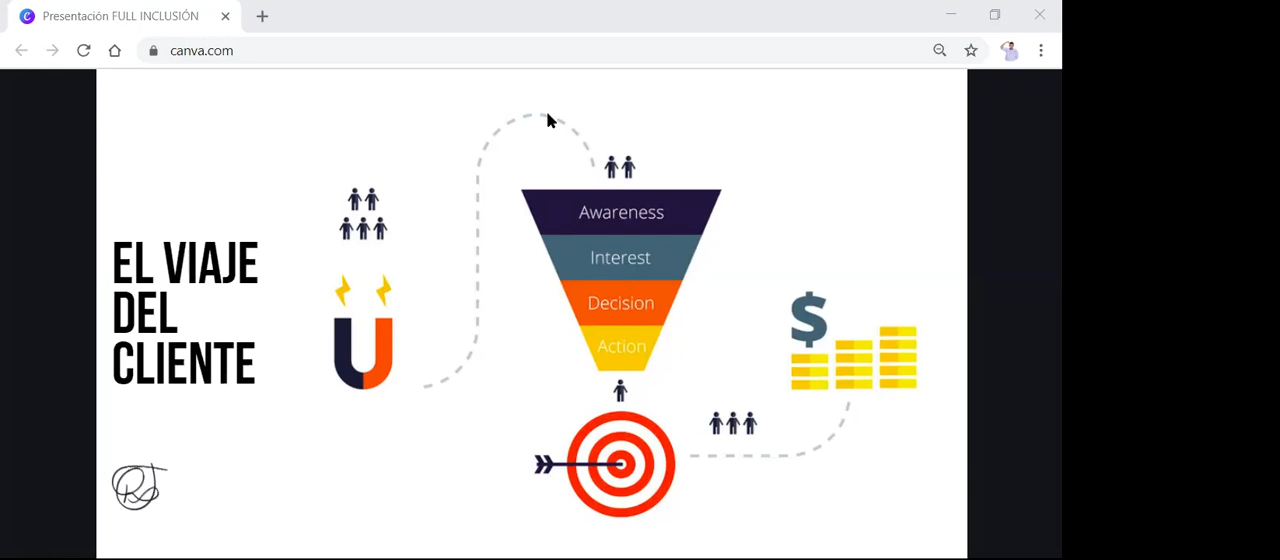 Presentación FULL INCLUSIÓN
canva.com
EL VIAJE
DEL
CLIENTE
Awareness
Interest
Decision
Action
$